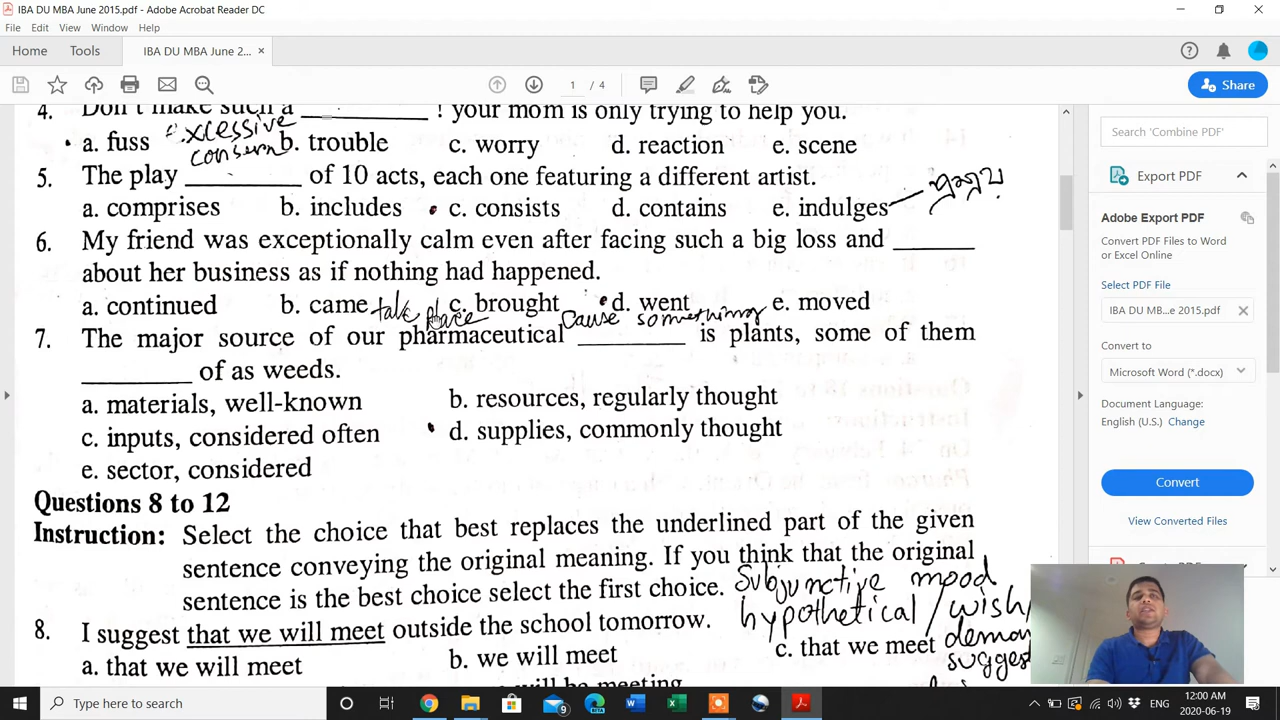 IBA DU MBA June 2015.pdf - Adobe Acrobat Reader DC
File Edit View Window Help
Home Tools IBA DU MBA June 2... ×
1 / 4
Share
4. Don't make such a ________ ! your mom is only trying to help you.
a. fuss excessive concern b. trouble c. worry d. reaction e. scene
5. The play ________ of 10 acts, each one featuring a different artist.
a. comprises b. includes c. consists d. contains e. indulges
6. My friend was exceptionally calm even after facing such a big loss and ________
about her business as if nothing had happened.
a. continued b. came take place c. brought cause something d. went e. moved
7. The major source of our pharmaceutical ________ is plants, some of them
________ of as weeds.
a. materials, well-known b. resources, regularly thought
c. inputs, considered often d. supplies, commonly thought
e. sector, considered
Questions 8 to 12
Instruction: Select the choice that best replaces the underlined part of the given
sentence conveying the original meaning. If you think that the original
sentence is the best choice select the first choice. Subjunctive mood
hypothetical / wish/
8. I suggest that we will meet outside the school tomorrow.
a. that we will meet b. we will meet c. that we meet
suggest
will be meeting
Search 'Combine PDF'
Export PDF
Adobe Export PDF
Convert PDF Files to Word
or Excel Online
Select PDF File
IBA DU MB...e 2015.pdf
Convert to
Microsoft Word (*.docx)
Document Language:
English (U.S.) Change
Convert
View Converted Files
Type here to search
ENG
12:00 AM
2020-06-19